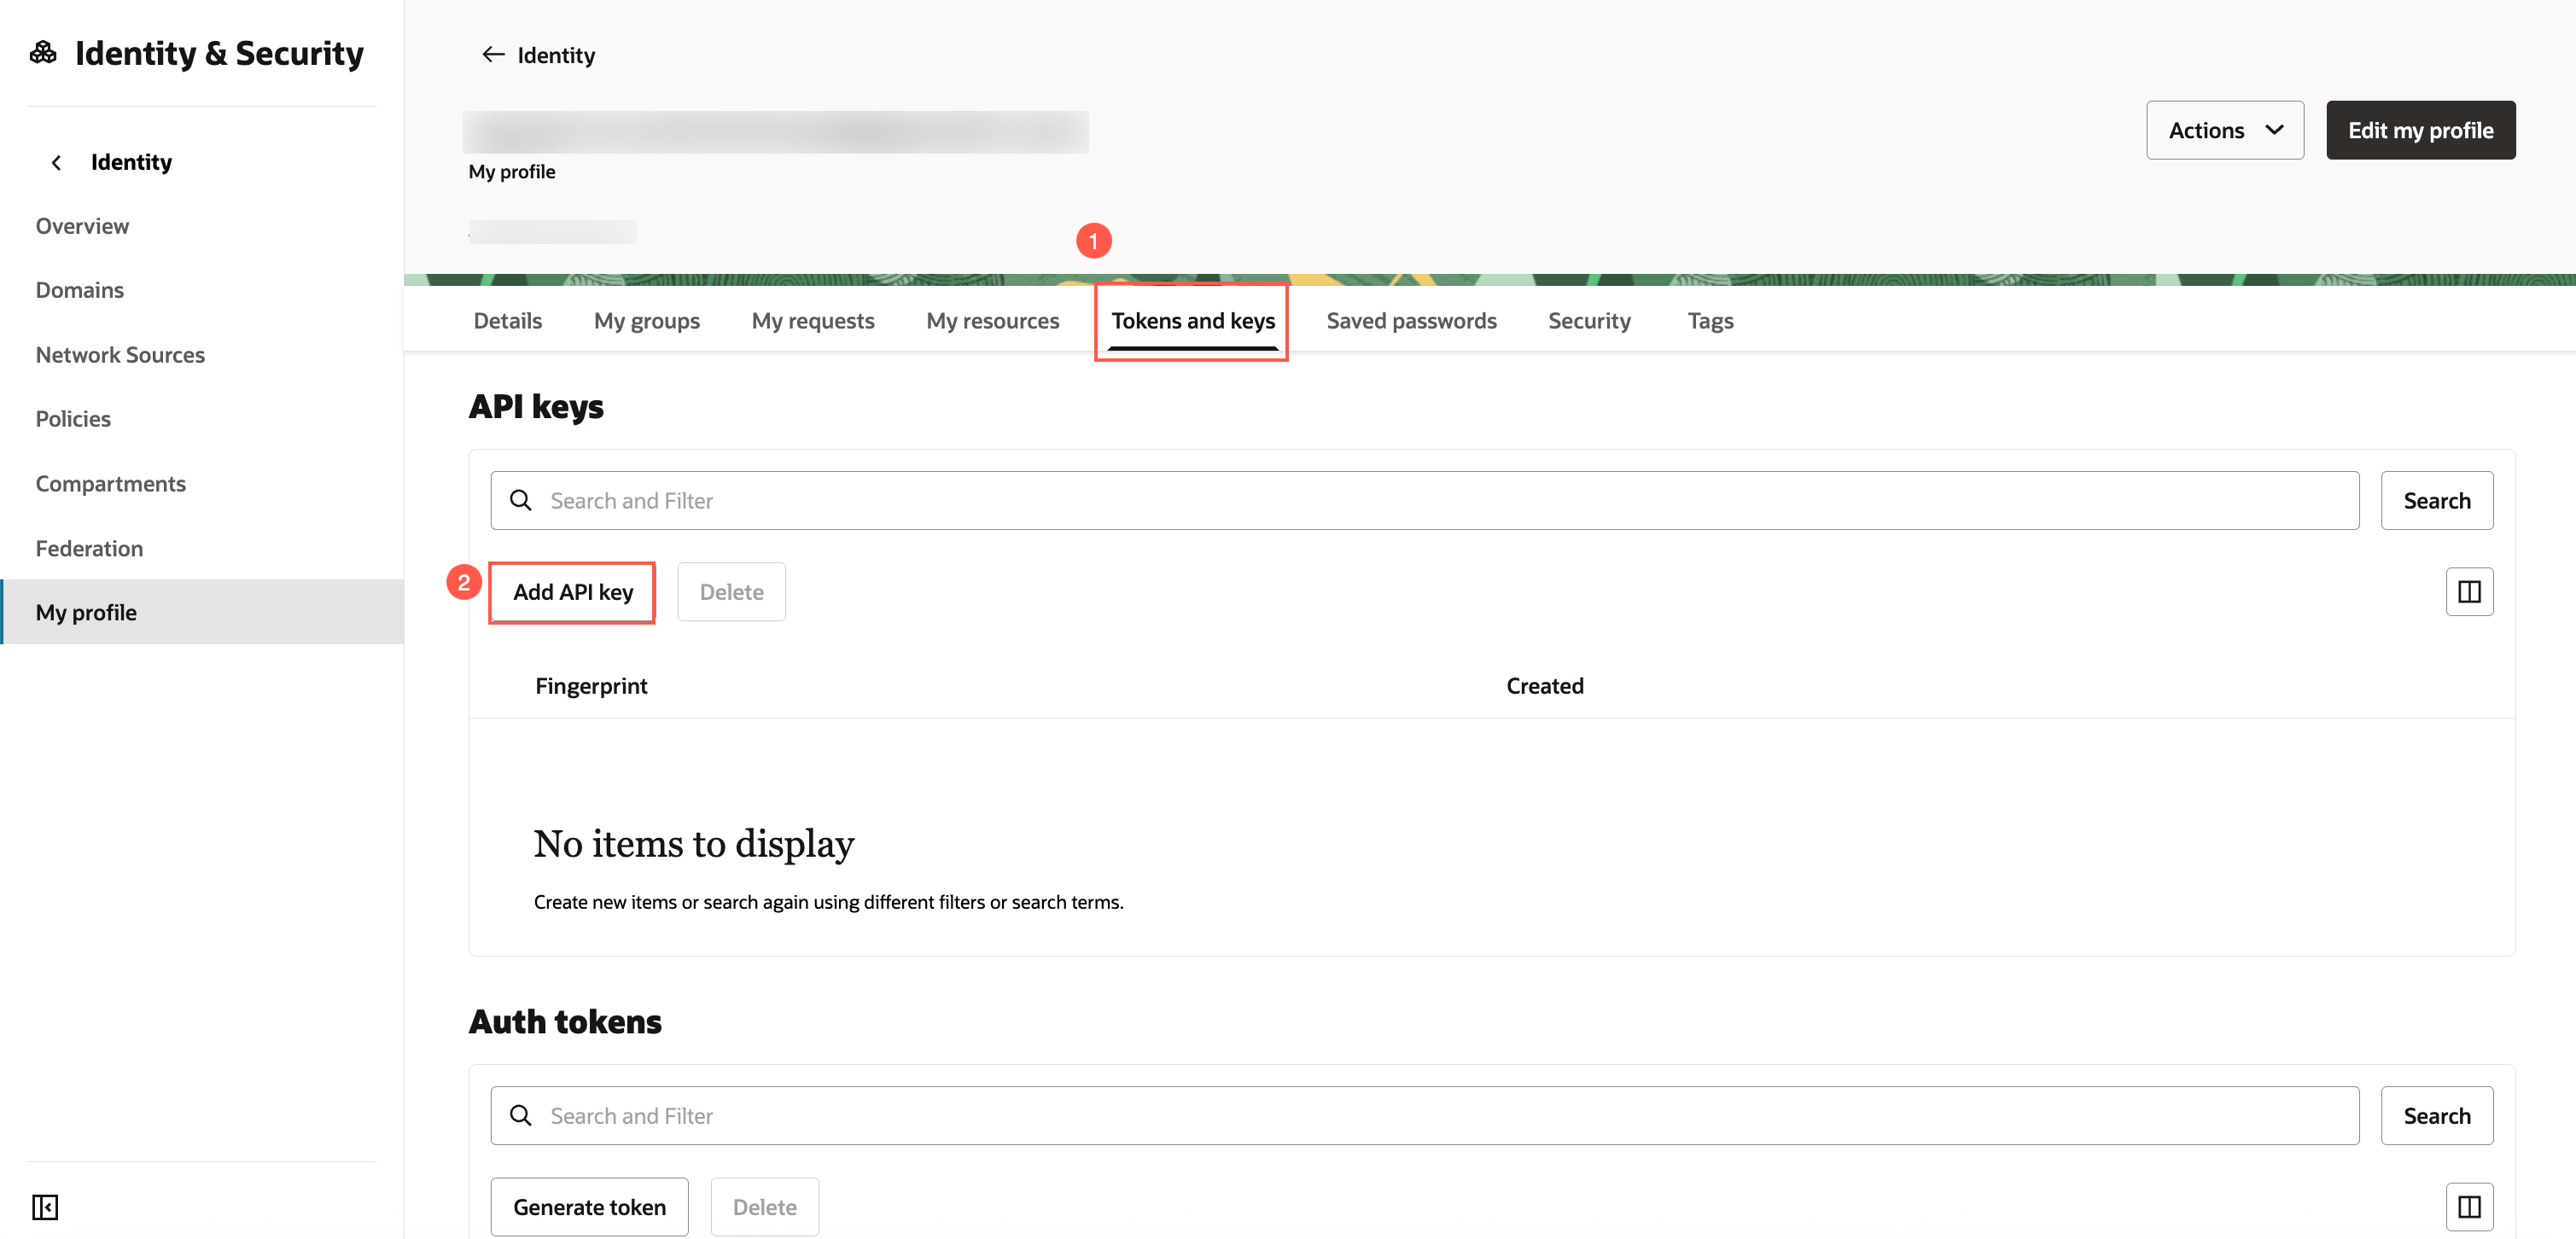 Identity & Security
Identity
Overview
Domains
Network Sources
Policies
Compartments
Federation
My profile
Identity
My profile
Actions
Edit my profile
1
Details
My groups
My requests
My resources
Tokens and keys
Saved passwords
Security
Tags
API keys
Search and Filter
Search
2
Add API key
Delete
Fingerprint
Created
No items to display
Create new items or search again using different filters or search terms.
Auth tokens
Search and Filter
Search
Generate token
Delete